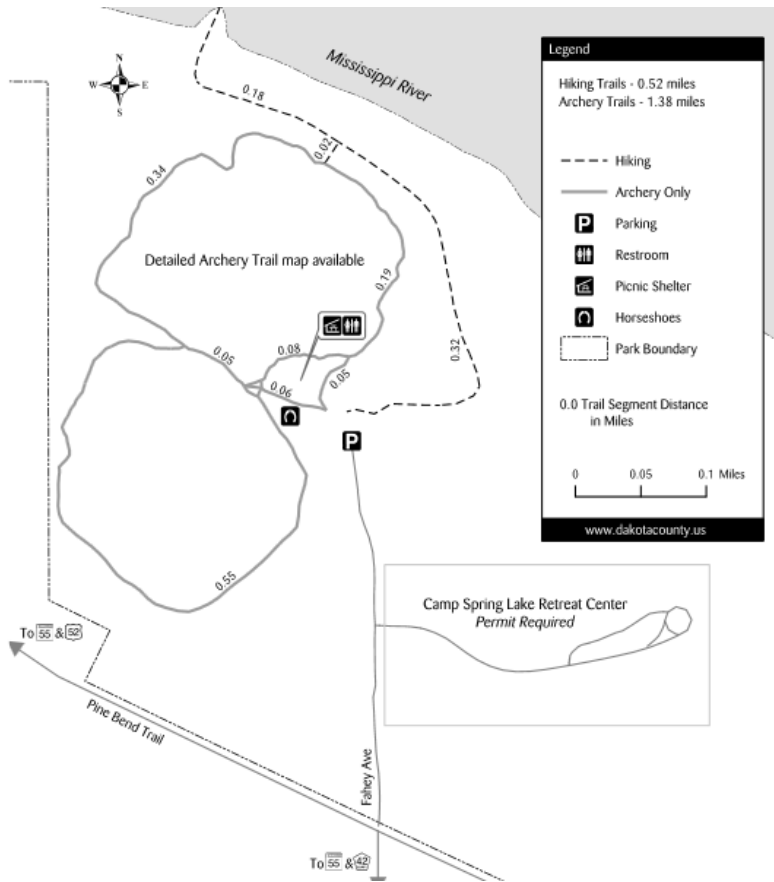 N
W E
S
Mississippi River
0.18
0.02
0.34
Detailed Archery Trail map available
0.19
0.32
0.08
0.05
0.05
0.06
P
0.55
Camp Spring Lake Retreat Center
Permit Required
To 55 & 52
Pine Bend Trail
Fahey Ave
To 55 & 42
Legend
Hiking Trails - 0.52 miles
Archery Trails - 1.38 miles
Hiking
Archery Only
P Parking
Restroom
Picnic Shelter
Horseshoes
Park Boundary
0.0 Trail Segment Distance
in Miles
0 0.05 0.1 Miles
www.dakotacounty.us